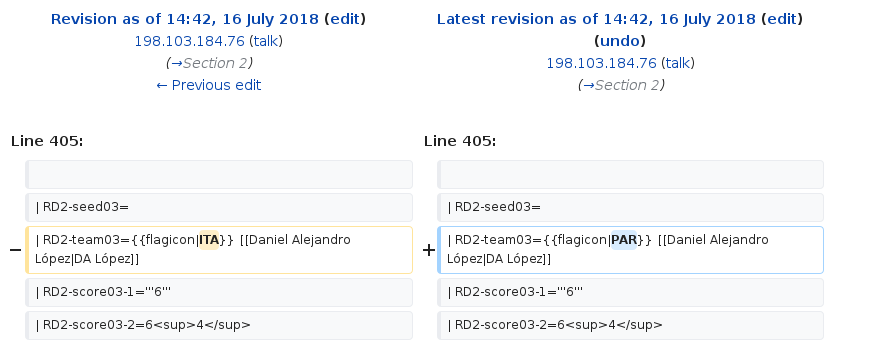 Revision as of 14:42, 16 July 2018 (edit)
198.103.184.76 (talk)
(→Section 2)
← Previous edit
Latest revision as of 14:42, 16 July 2018 (edit)
(undo)
198.103.184.76 (talk)
(→Section 2)
Line 405:
Line 405:
| RD2-seed03=
| RD2-seed03=
− | RD2-team03={{flagicon|ITA}} [[Daniel Alejandro
López|DA López]]
+ | RD2-team03={{flagicon|PAR}} [[Daniel Alejandro
López|DA López]]
| RD2-score03-1='''6'''
| RD2-score03-1='''6'''
| RD2-score03-2=6<sup>4</sup>
| RD2-score03-2=6<sup>4</sup>